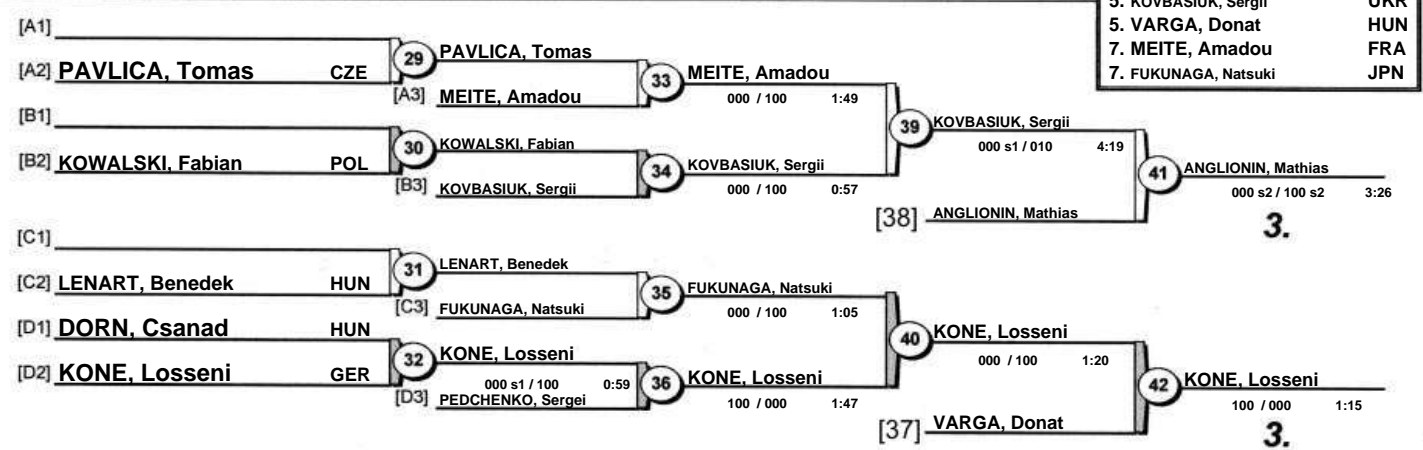 5. KOVBASIUK, Sergii UKR
5. VARGA, Donat HUN
7. MEITE, Amadou FRA
7. FUKUNAGA, Natsuki JPN
[A1]
[A2] PAVLICA, Tomas CZE
29
PAVLICA, Tomas
[A3] MEITE, Amadou
33
MEITE, Amadou
000 / 100 1:49
[B1]
[B2] KOWALSKI, Fabian POL
30
KOWALSKI, Fabian
[B3] KOVBASIUK, Sergii
34
KOVBASIUK, Sergii
000 / 100 0:57
39
KOVBASIUK, Sergii
000 s1 / 010 4:19
[38] ANGLIONIN, Mathias
41
ANGLIONIN, Mathias
000 s2 / 100 s2 3:26
3.
[C1]
[C2] LENART, Benedek HUN
31
LENART, Benedek
[C3] FUKUNAGA, Natsuki
35
FUKUNAGA, Natsuki
000 / 100 1:05
[D1] DORN, Csanad HUN
[D2] KONE, Losseni GER
32
KONE, Losseni
000 s1 / 100 0:59
[D3] PEDCHENKO, Sergei
36
KONE, Losseni
100 / 000 1:47
40
KONE, Losseni
000 / 100 1:20
[37] VARGA, Donat
42
KONE, Losseni
100 / 000 1:15
3.